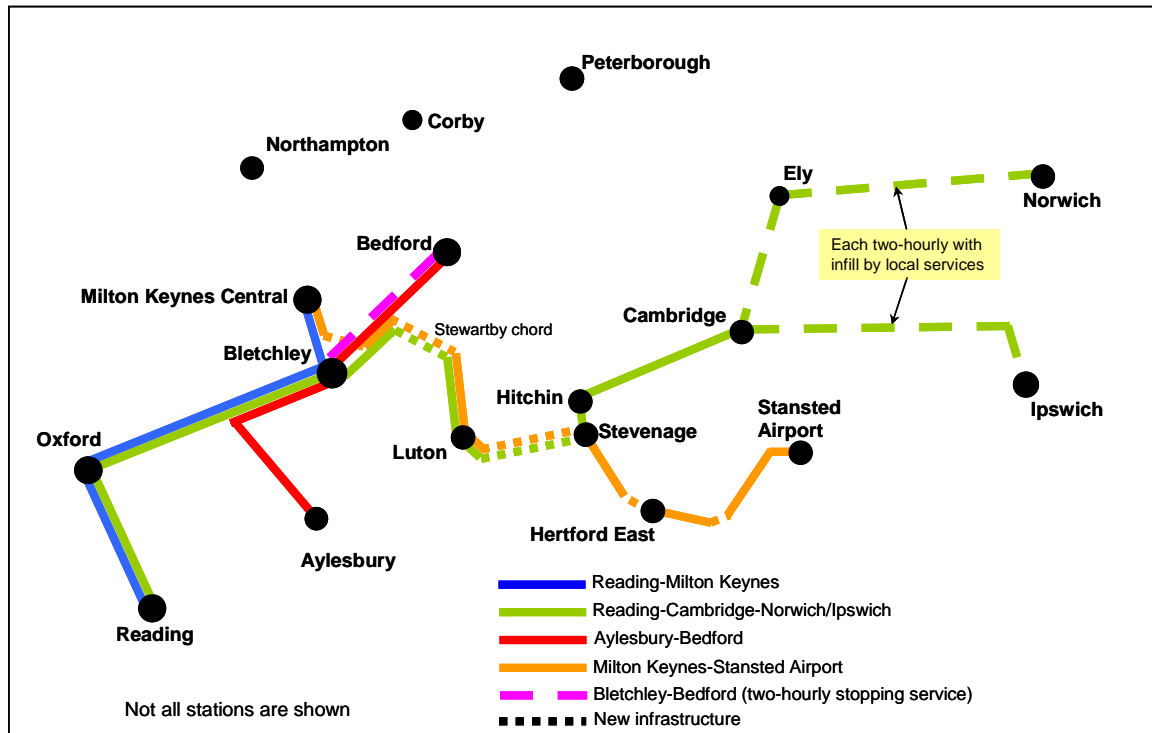 Peterborough
Corby
Northampton
Ely
Norwich
Bedford
Each two-hourly with
infill by local services
Milton Keynes Central
Cambridge
Stewartby chord
Bletchley
Hitchin
Stansted
Airport
Ipswich
Oxford
Luton
Stevenage
Hertford East
Aylesbury
Reading-Milton Keynes
Reading-Cambridge-Norwich/Ipswich
Reading
Aylesbury-Bedford
Milton Keynes-Stansted Airport
Bletchley-Bedford (two-hourly stopping service)
Not all stations are shown
New infrastructure